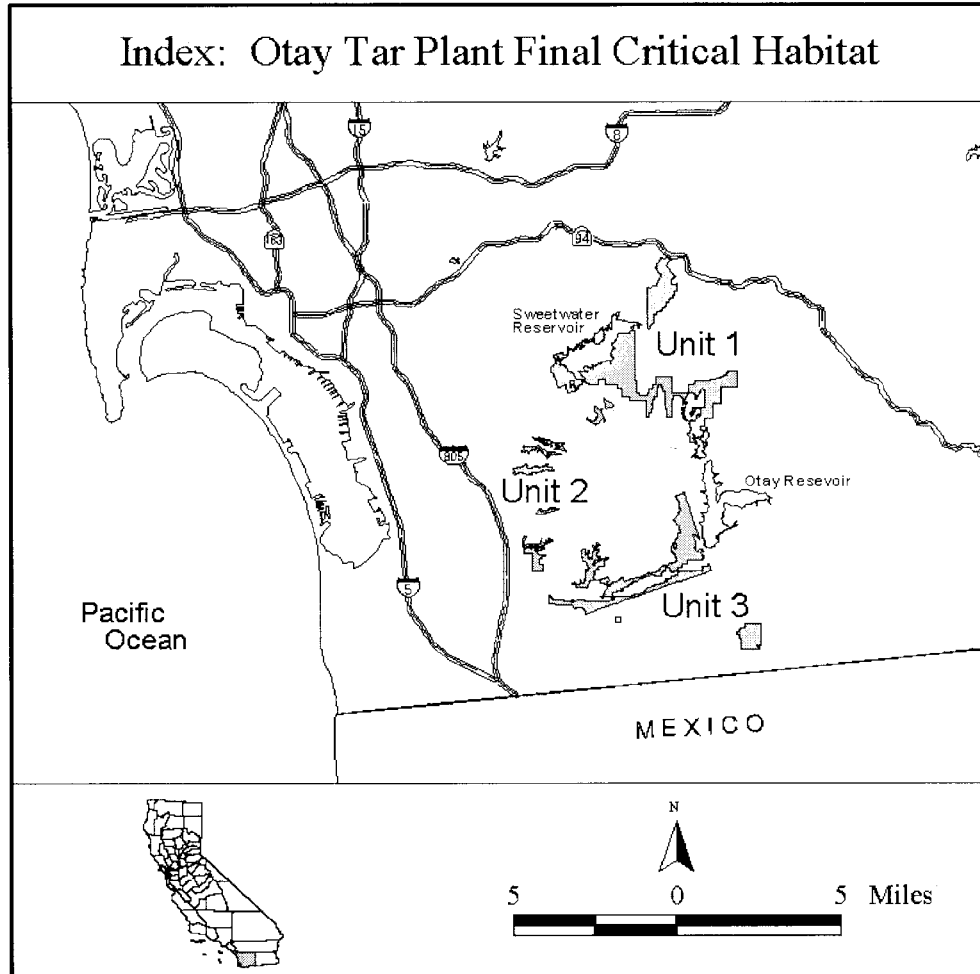 Index: Otay Tar Plant Final Critical Habitat
15
8
163
94
Sweetwater
Reservoir
Unit 1
805
Unit 2
Otay Resevoir
5
Unit 3
Pacific
Ocean
MEXICO
N
5 0 5 Miles